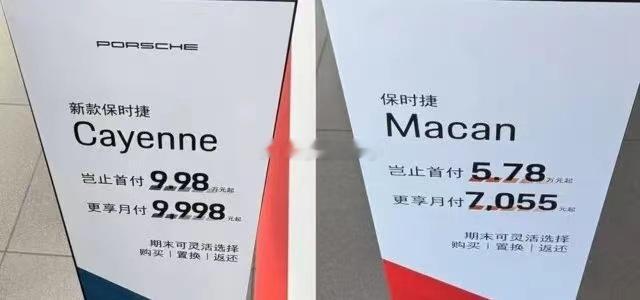 PORSCHE
新款保时捷
Cayenne
岂止首付 9.98 万元起
更享月付 9,998 元起
期末可灵活选择
购买 | 置换 | 返还
保时捷
Macan
岂止首付 5.78 万元起
更享月付 7,055 元起
期末可灵活选择
购买 | 置换 | 返还